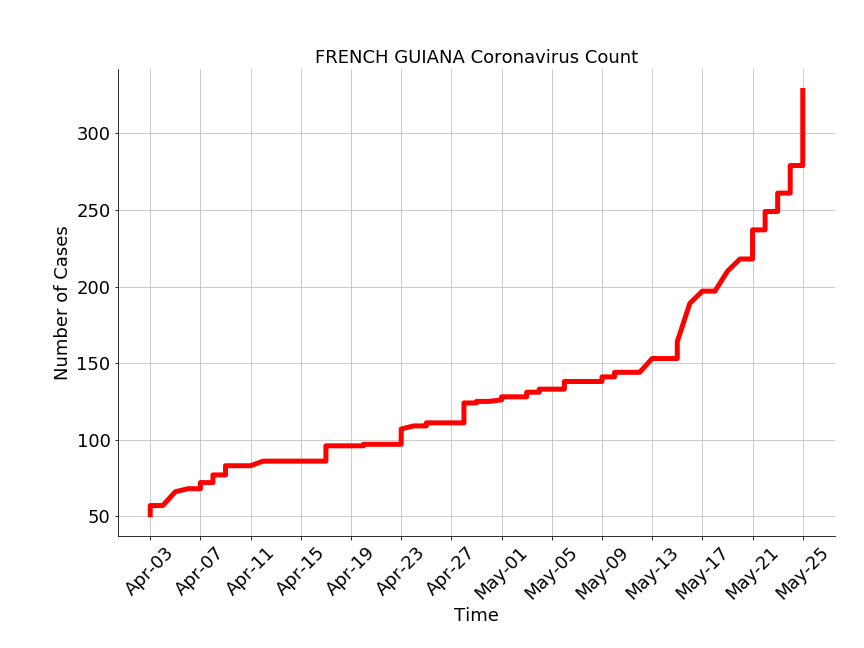 FRENCH GUIANA Coronavirus Count
Number of Cases
300
250
200
150
100
50
Apr-03
Apr-07
Apr-11
Apr-15
Apr-19
Apr-23
Apr-27
May-01
May-05
May-09
May-13
May-17
May-21
May-25
Time